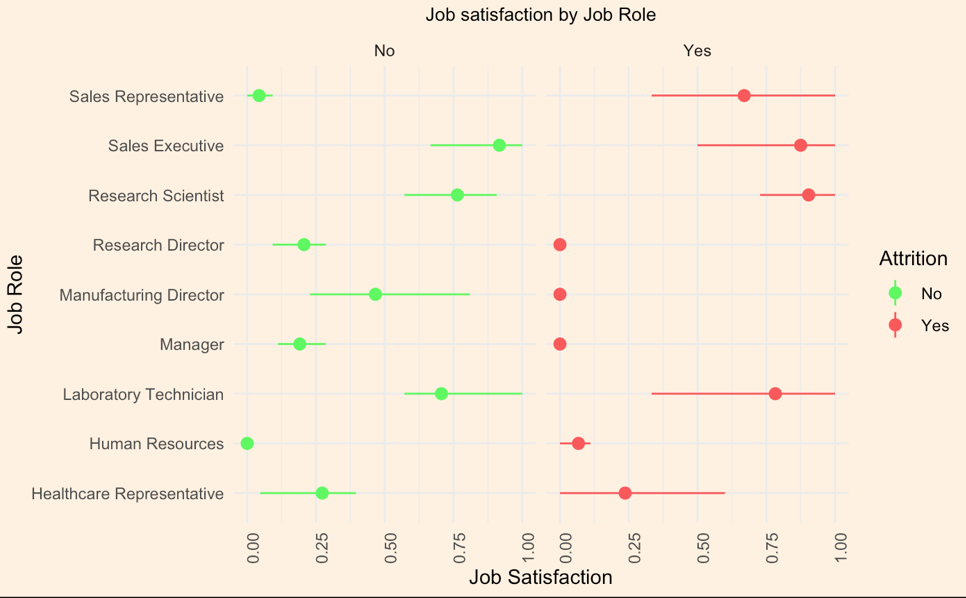 Job satisfaction by Job Role
No
Yes
Job Role
Sales Representative
Sales Executive
Research Scientist
Research Director
Manufacturing Director
Manager
Laboratory Technician
Human Resources
Healthcare Representative
0.00
0.25
0.50
0.75
1.00
0.00
0.25
0.50
0.75
1.00
Job Satisfaction
Attrition
No
Yes